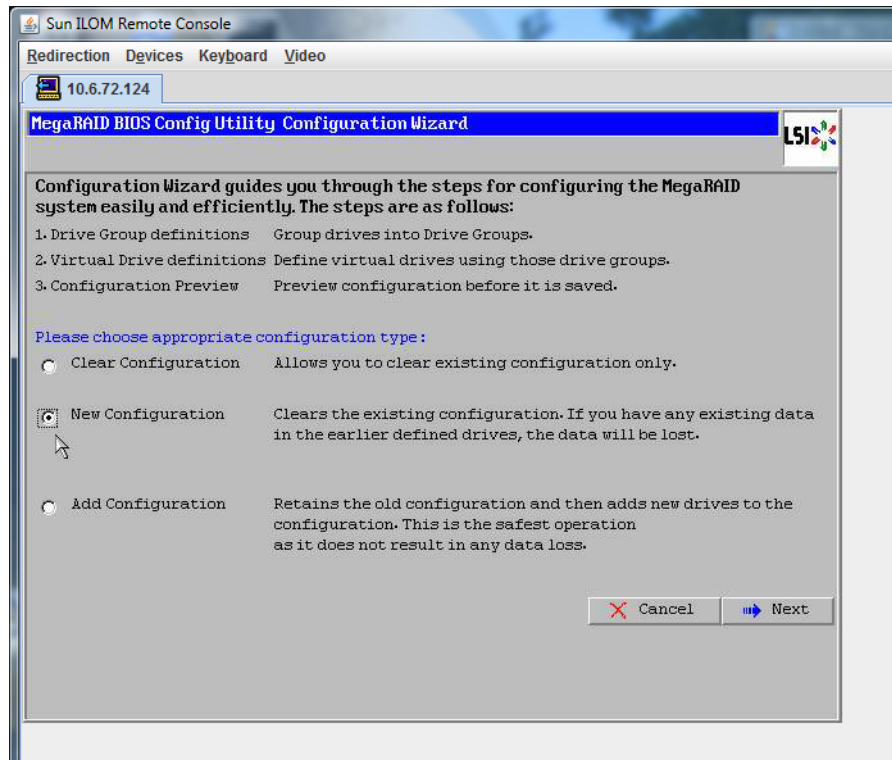 Sun ILOM Remote Console
Redirection Devices Keyboard Video
10.6.72.124
MegaRAID BIOS Config Utility Configuration Wizard
LSI
Configuration Wizard guides you through the steps for configuring the MegaRAID
system easily and efficiently. The steps are as follows:
1. Drive Group definitions Group drives into Drive Groups.
2. Virtual Drive definitions Define virtual drives using those drive groups.
3. Configuration Preview Preview configuration before it is saved.
Please choose appropriate configuration type:
Clear Configuration Allows you to clear existing configuration only.
New Configuration Clears the existing configuration. If you have any existing data
in the earlier defined drives, the data will be lost.
Add Configuration Retains the old configuration and then adds new drives to the
configuration. This is the safest operation
as it does not result in any data loss.
Cancel Next